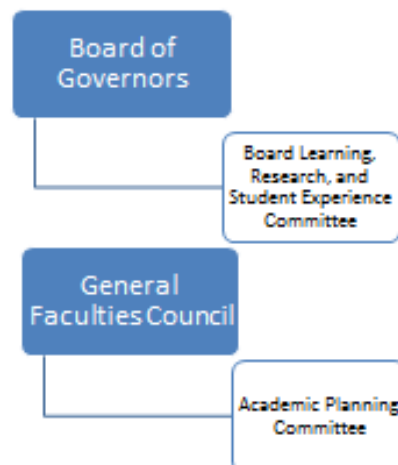 Board of
Governors
Board Learning,
Research, and
Student Experience
Committee
General
Faculties Council
Academic Planning
Committee